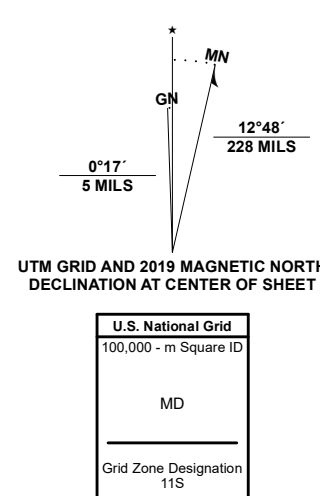 ★
MN
GN
12°48´
228 MILS
0°17´
5 MILS
UTM GRID AND 2019 MAGNETIC NORTH
DECLINATION AT CENTER OF SHEET
U.S. National Grid
100,000 - m Square ID
MD
Grid Zone Designation
11S